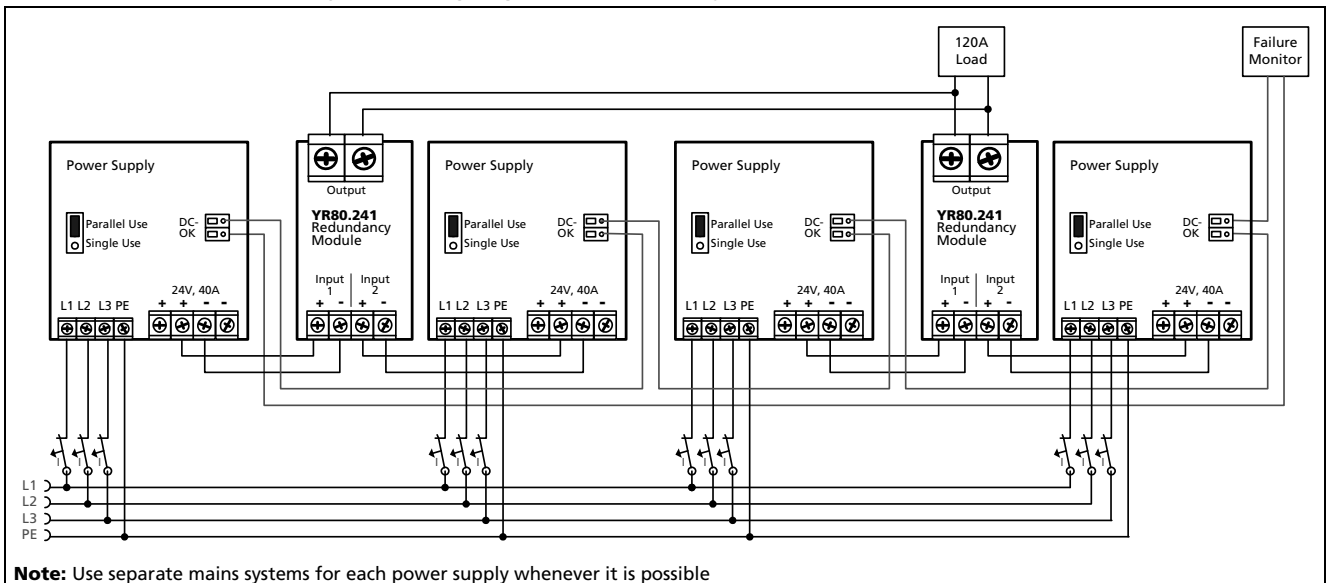 120A
Load
Failure
Monitor
Power Supply
Parallel Use
Single Use
DC-
OK
24V, 40A
L1 L2 L3 PE
+ + - -
Output
YR80.241
Redundancy
Module
Input
1
Input
2
+ - + -
Power Supply
Parallel Use
Single Use
DC-
OK
24V, 40A
L1 L2 L3 PE
+ + - -
Power Supply
Parallel Use
Single Use
DC-
OK
24V, 40A
L1 L2 L3 PE
+ + - -
Output
YR80.241
Redundancy
Module
Input
1
Input
2
+ - + -
Power Supply
Parallel Use
Single Use
DC-
OK
24V, 40A
L1 L2 L3 PE
+ + - -
I I I
I I I
I I I
I I I
L1
L2
L3
PE
Note: Use separate mains systems for each power supply whenever it is possible